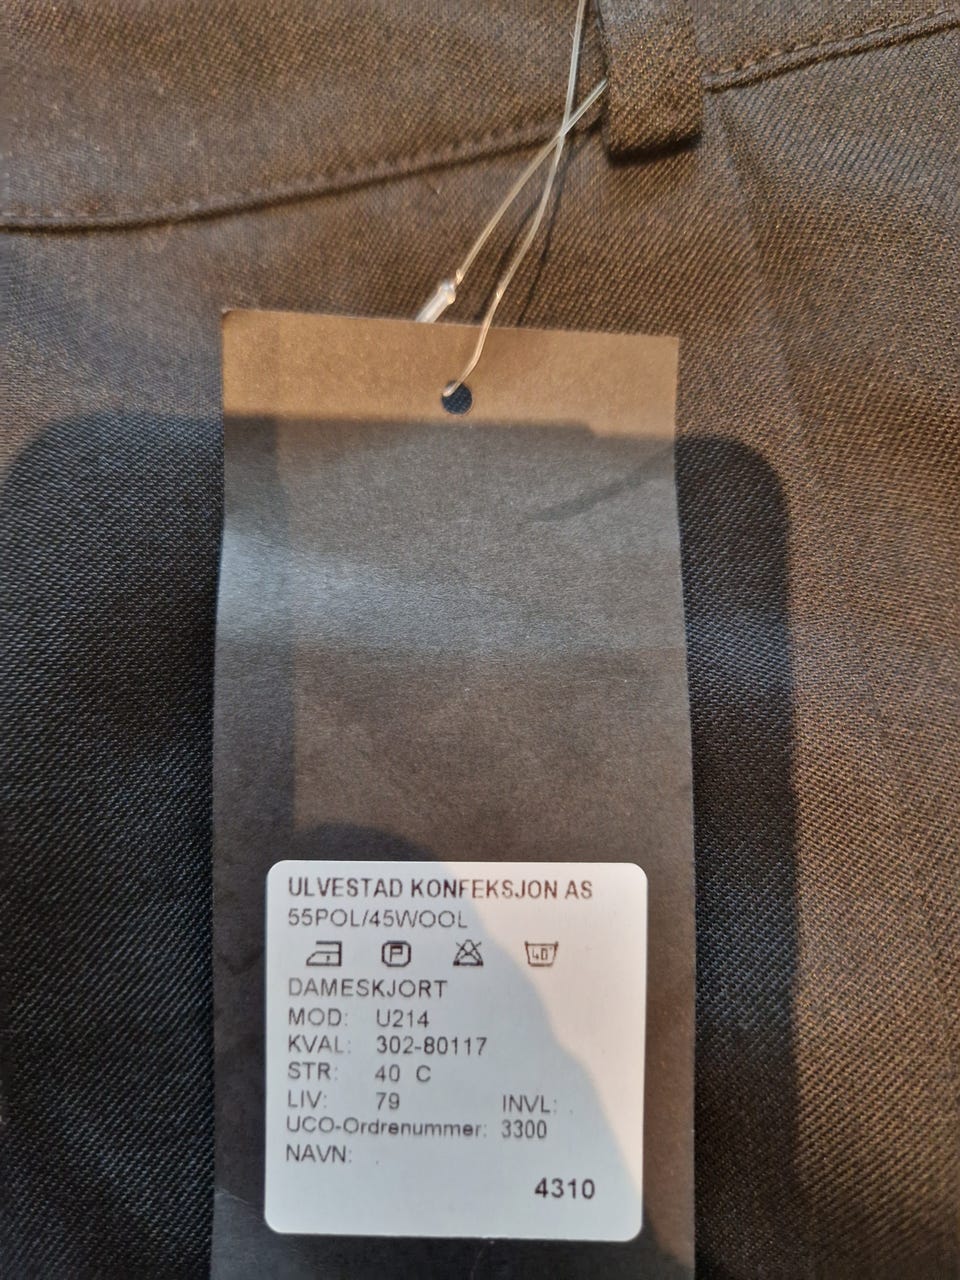 ULVESTAD KONFEKSJON AS
55POL/45WOOL
P 40°
DAMESKJORT
MOD: U214
KVAL: 302-80117
STR: 40 C
LIV: 79 INVL:
UCO-Ordrenummer: 3300
NAVN:
4310